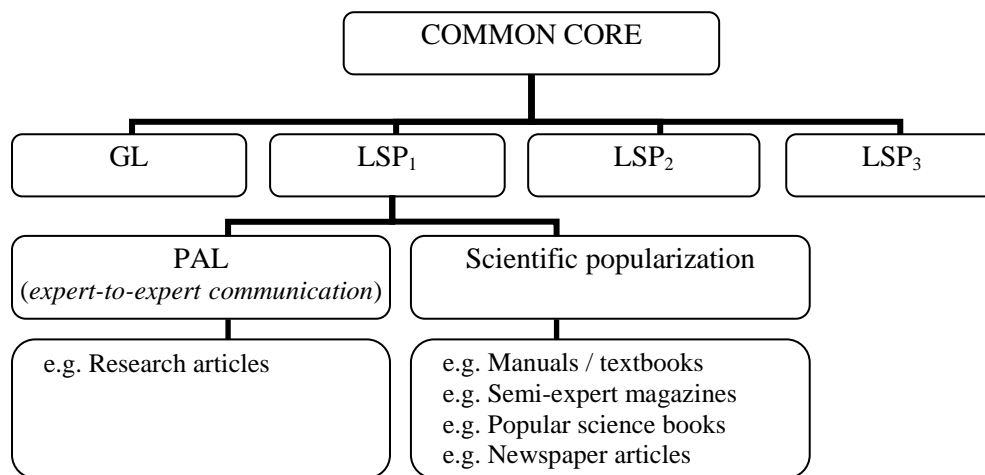 COMMON CORE
GL
LSP₁
LSP₂
LSP₃
PAL
(expert-to-expert communication)
Scientific popularization
e.g. Research articles
e.g. Manuals / textbooks
e.g. Semi-expert magazines
e.g. Popular science books
e.g. Newspaper articles